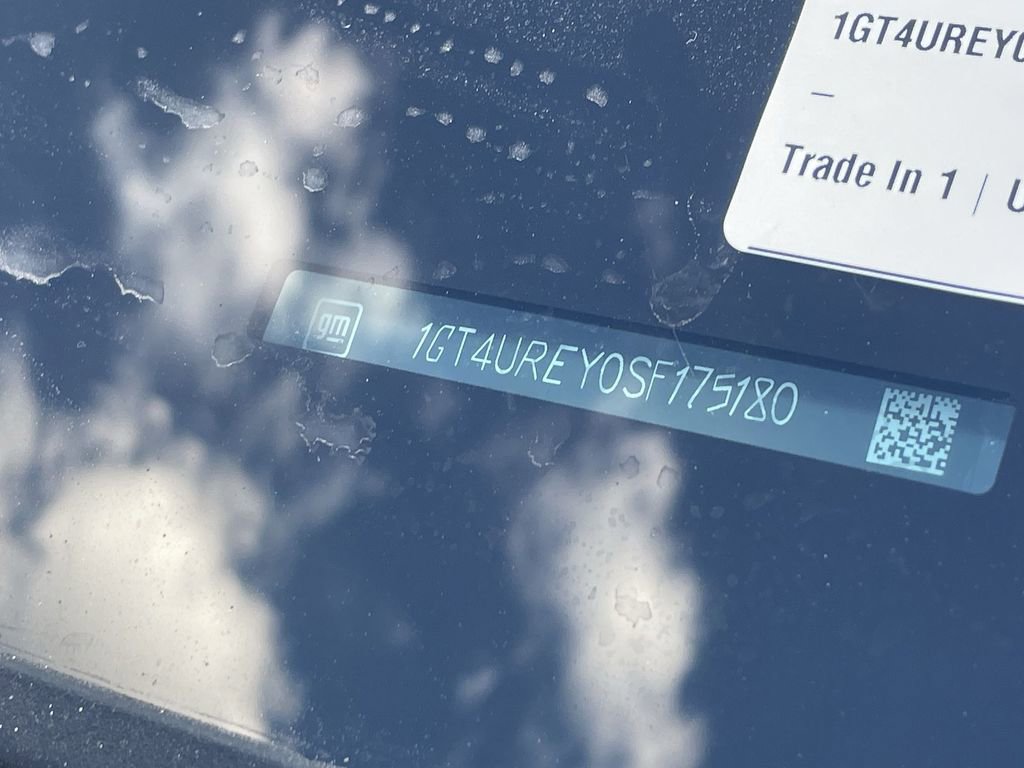 1GT4UREY
–
Trade In 1 |
gm 1GT4UREY0SF175180